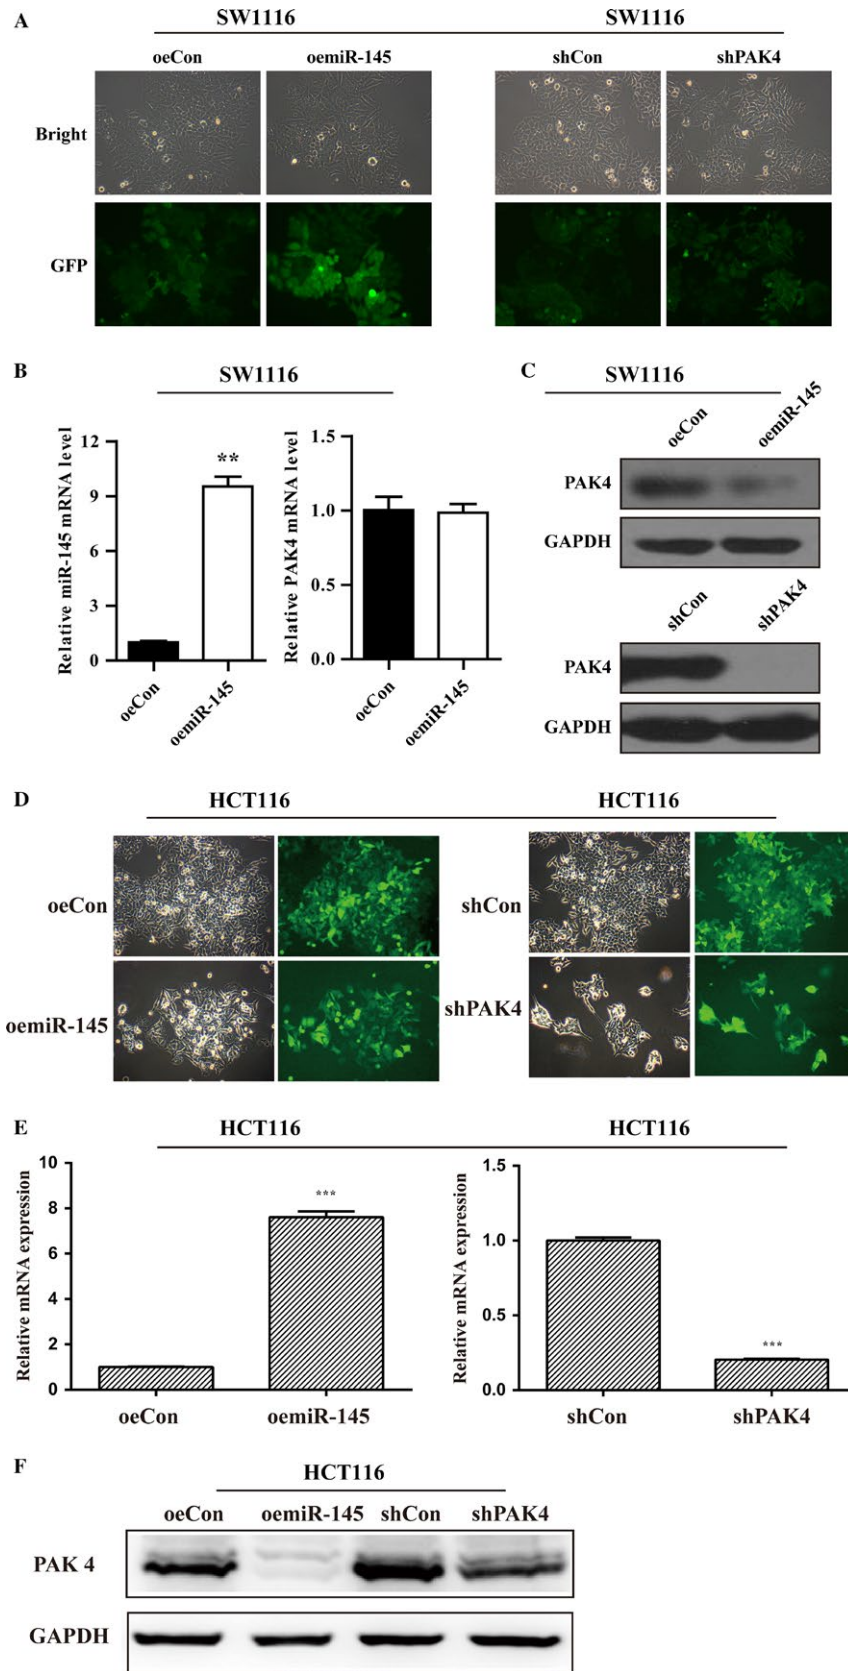 A
SW1116 SW1116
oeCon oemiR-145 shCon shPAK4
Bright
GFP
B
SW1116
Relative miR-145 mRNA level
12
9
6
3
0
**
oeCon
oemiR-145
Relative PAK4 mRNA level
1.5
1.0
0.5
0.0
oeCon
oemiR-145
C
SW1116
oeCon
oemiR-145
PAK4
GAPDH
shCon
shPAK4
PAK4
GAPDH
D
HCT116 HCT116
oeCon
oemiR-145
shCon
shPAK4
E
HCT116 HCT116
Relative mRNA expression
10
8
6
4
2
0
***
oeCon oemiR-145
Relative mRNA expression
1.5
1.0
0.5
0.0
***
shCon shPAK4
F
HCT116
oeCon oemiR-145 shCon shPAK4
PAK 4
GAPDH